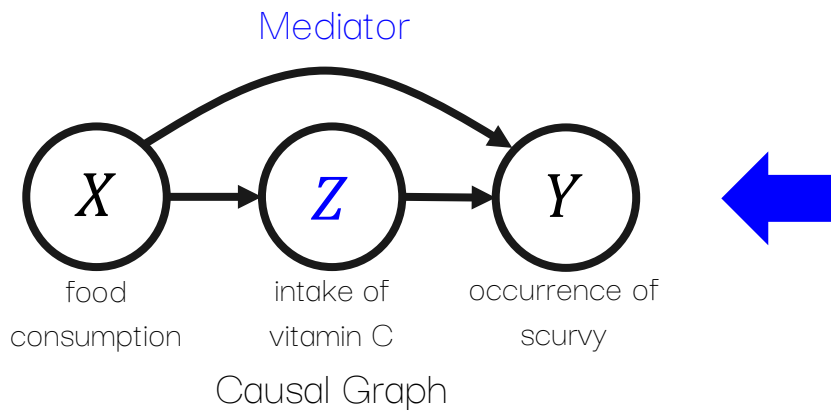 Mediator
X
Z
Y
food
consumption
intake of
vitamin C
occurrence of
scurvy
Causal Graph